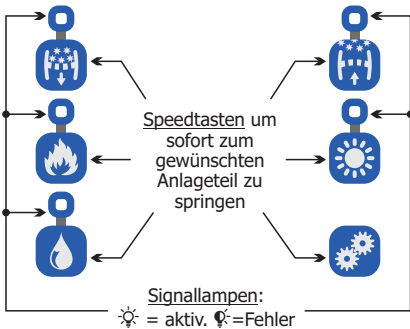 Speedtasten um
sofort zum
gewünschten
Anlageteil zu
springen
Signallampen:
= aktiv. =Fehler